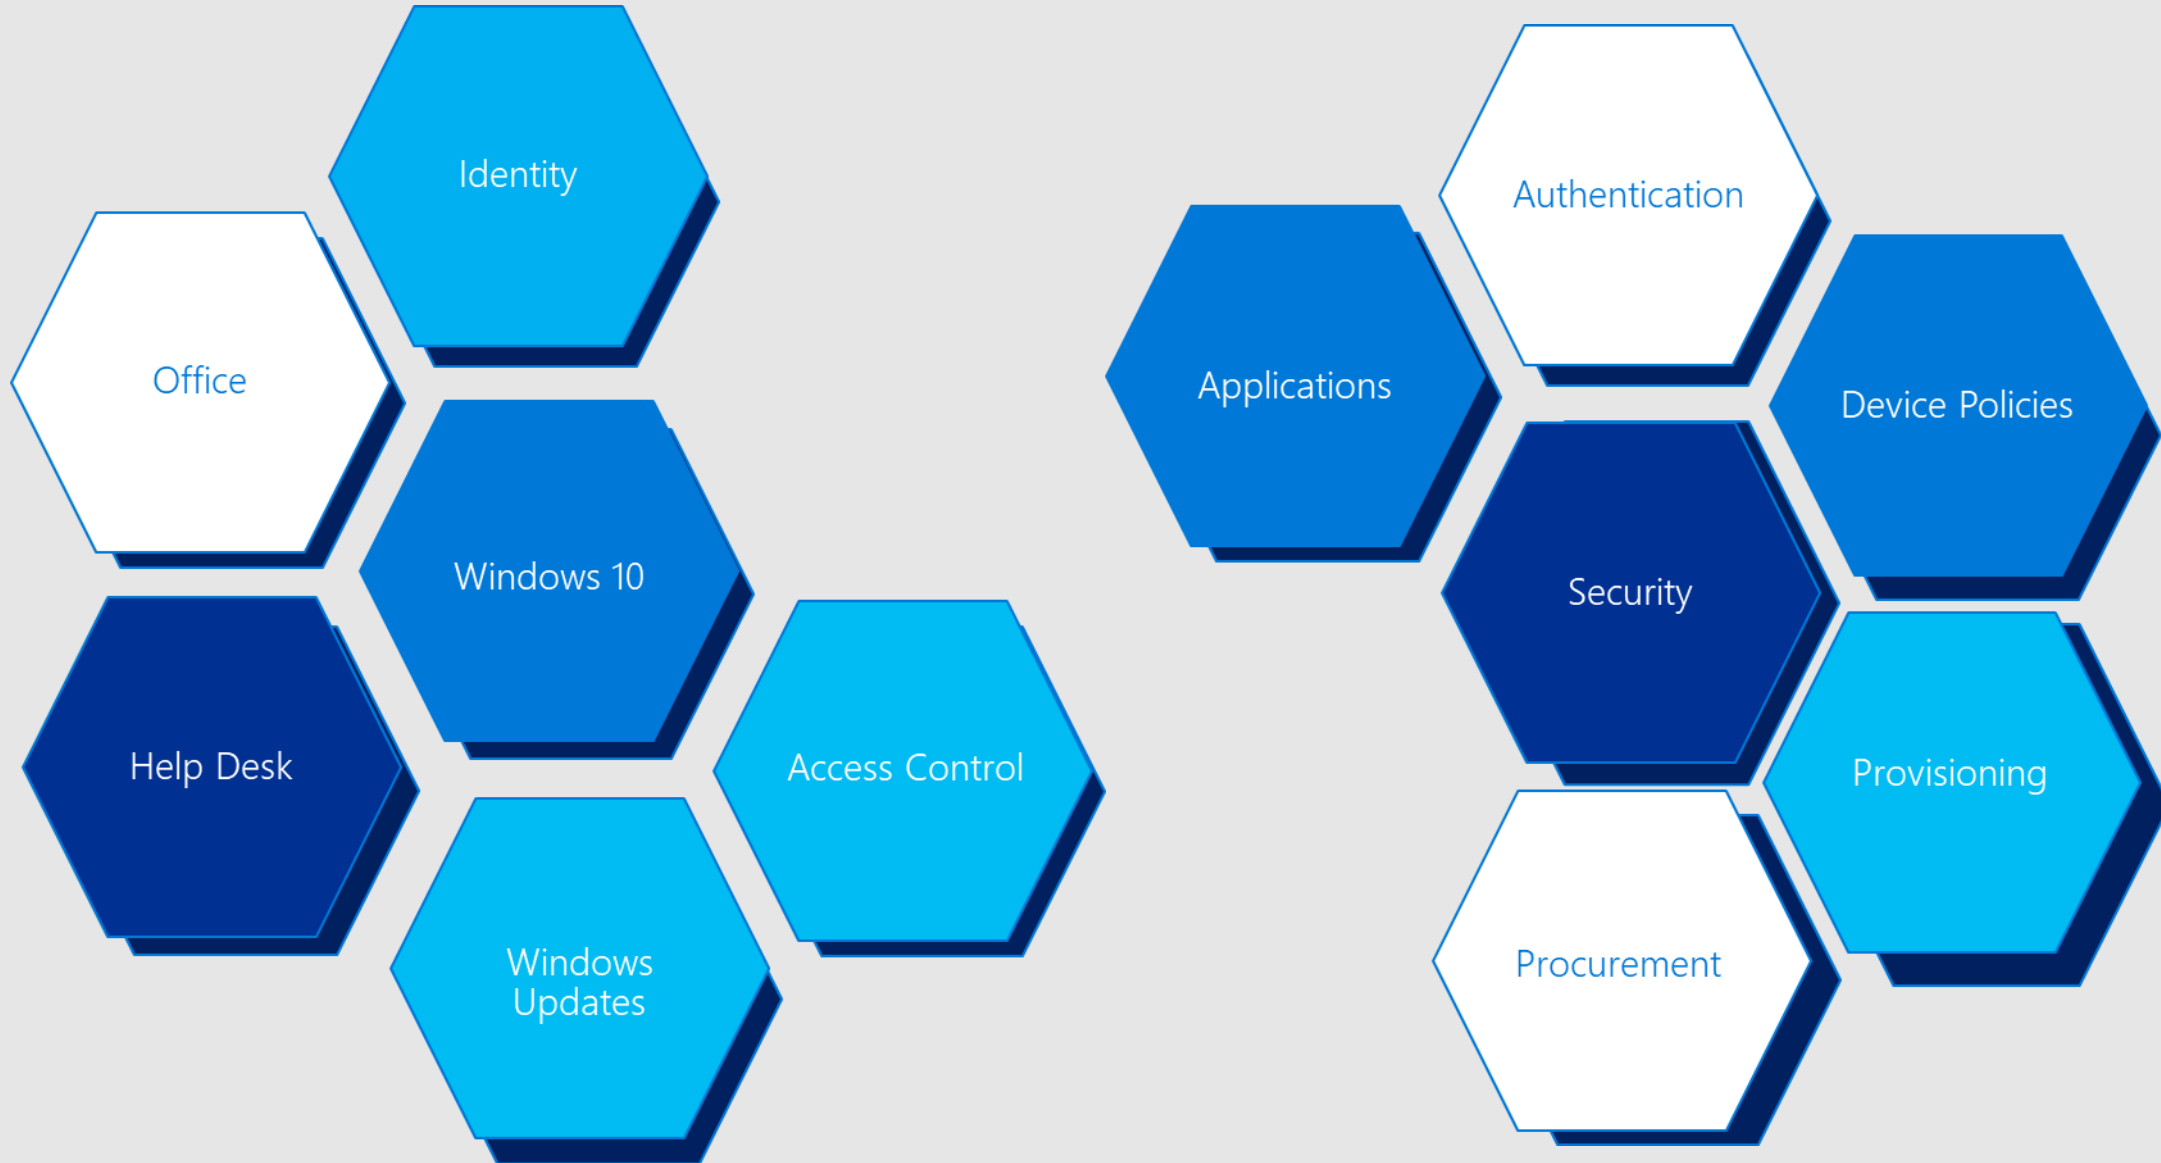 Identity
Office
Windows 10
Help Desk
Access Control
Windows
Updates
Authentication
Applications
Device Policies
Security
Provisioning
Procurement